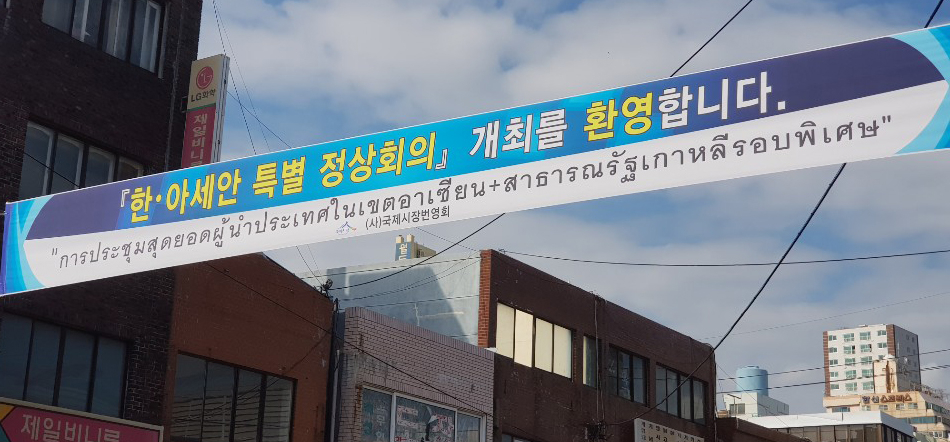 LG화학
제일비니
『한·아세안 특별 정상회의』 개최를 환영합니다.
"การประชุมสุดยอดผู้นำประเทศในเขตอาเซียน+สาธารณรัฐเกาหลีรอบพิเศษ"
(사)국제시장번영회
제일비니루